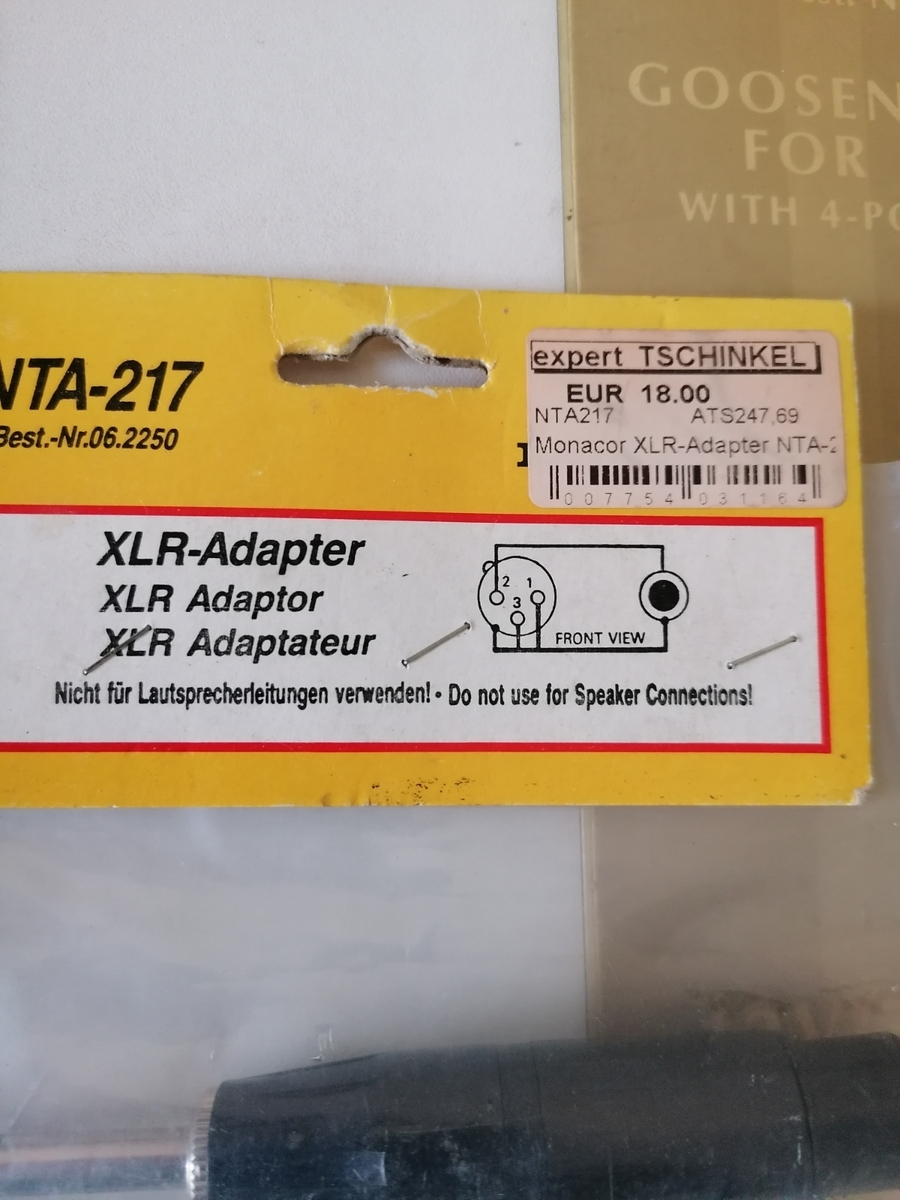 GOOSEN
FOR
WITH 4-PO
NTA-217
Best.-Nr.06.2250
expert TSCHINKEL
EUR 18.00
NTA217 ATS247,69
Monacor XLR-Adapter NTA-2
007754 031164
XLR-Adapter
XLR Adaptor
XLR Adaptateur
2 1
3
FRONT VIEW
Nicht für Lautsprecherleitungen verwenden! • Do not use for Speaker Connections!